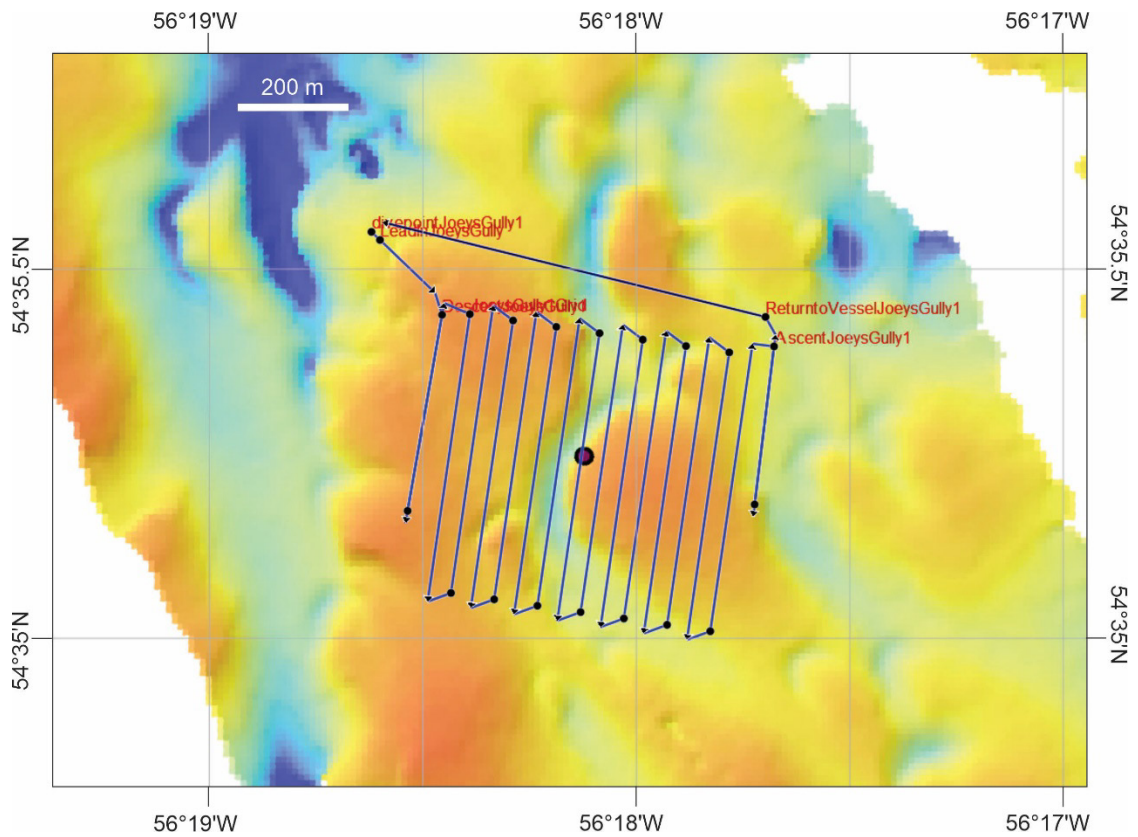 56°19'W 56°18'W 56°17'W
200 m
divepointJoeysGully1
LeadinJoeysGully
54°35.5'N 54°35.5'N
ReturntoVesselJoeysGully1
AscentJoeysGully1
54°35'N 54°35'N
56°19'W 56°18'W 56°17'W